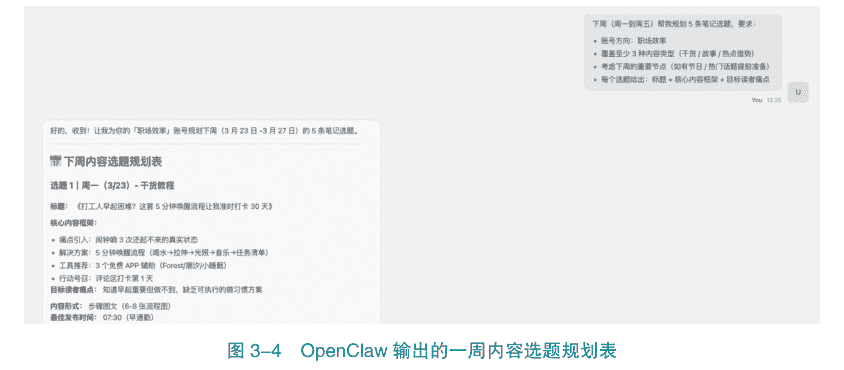 下周（周一到周五）帮我规划 5 条笔记选题，要求：
• 账号方向：职场效率
• 覆盖至少 3 种内容类型（干货 / 故事 / 热点借势）
• 考虑下周的重要节点（如有节日 / 热门话题提前准备）
• 每个选题给出：标题 + 核心内容框架 + 目标读者痛点
U
You 15:35
好的，收到！让我为你的「职场效率」账号规划下周（3 月 23 日 -3 月 27 日）的 5 条笔记选题。
下周内容选题规划表
选题 1 | 周一（3/23）- 干货教程
标题：《打工人早起困难？这套 5 分钟唤醒流程让我准时打卡 30 天》
核心内容框架：
• 痛点引入：闹钟响 3 次还起不来的真实状态
• 解决方案：5 分钟唤醒流程（喝水→拉伸→光照→音乐→任务清单）
• 工具推荐：3 个免费 APP 辅助（Forest/潮汐/小睡眠）
• 行动号召：评论区打卡第 1 天
目标读者痛点：知道早起重要但做不到，缺乏可执行的微习惯方案
内容形式：步骤图文（6-8 张流程图）
最佳发布时间：07:30（早通勤）
图 3–4 OpenClaw 输出的一周内容选题规划表